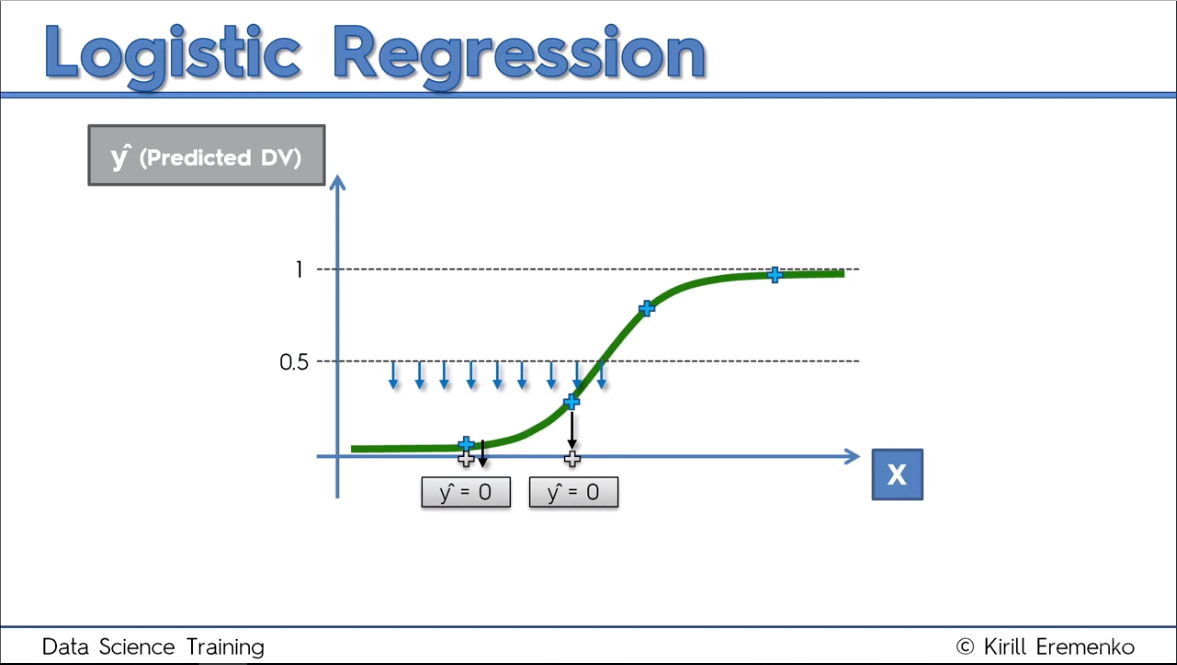 Logistic Regression
ŷ (Predicted DV)
1
0.5
X
ŷ = 0
ŷ = 0
Data Science Training
© Kirill Eremenko